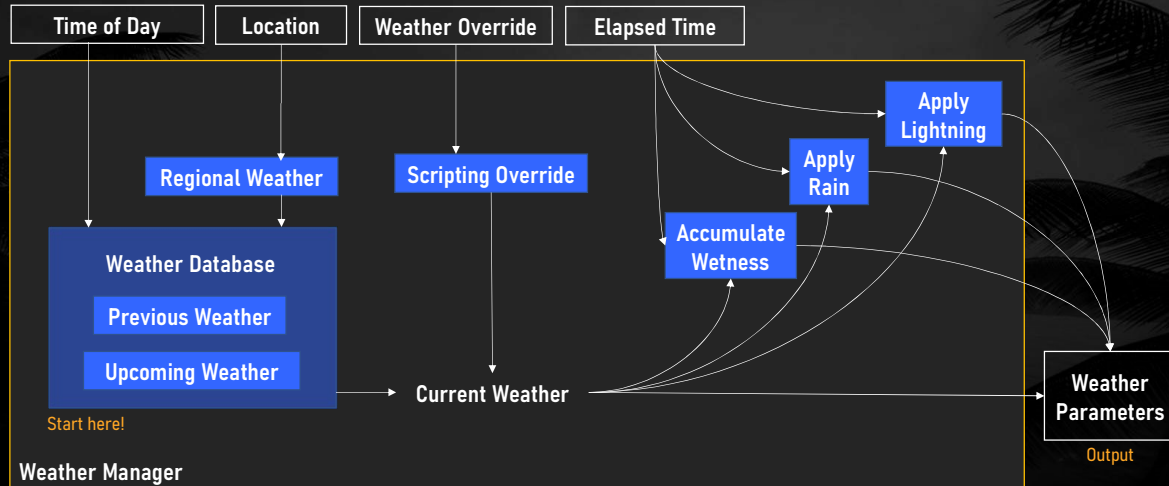 Time of Day
Location
Weather Override
Elapsed Time
Apply
Lightning
Apply
Rain
Regional Weather
Scripting Override
Accumulate
Wetness
Weather Database
Previous Weather
Upcoming Weather
Current Weather
Weather
Parameters
Start here!
Output
Weather Manager